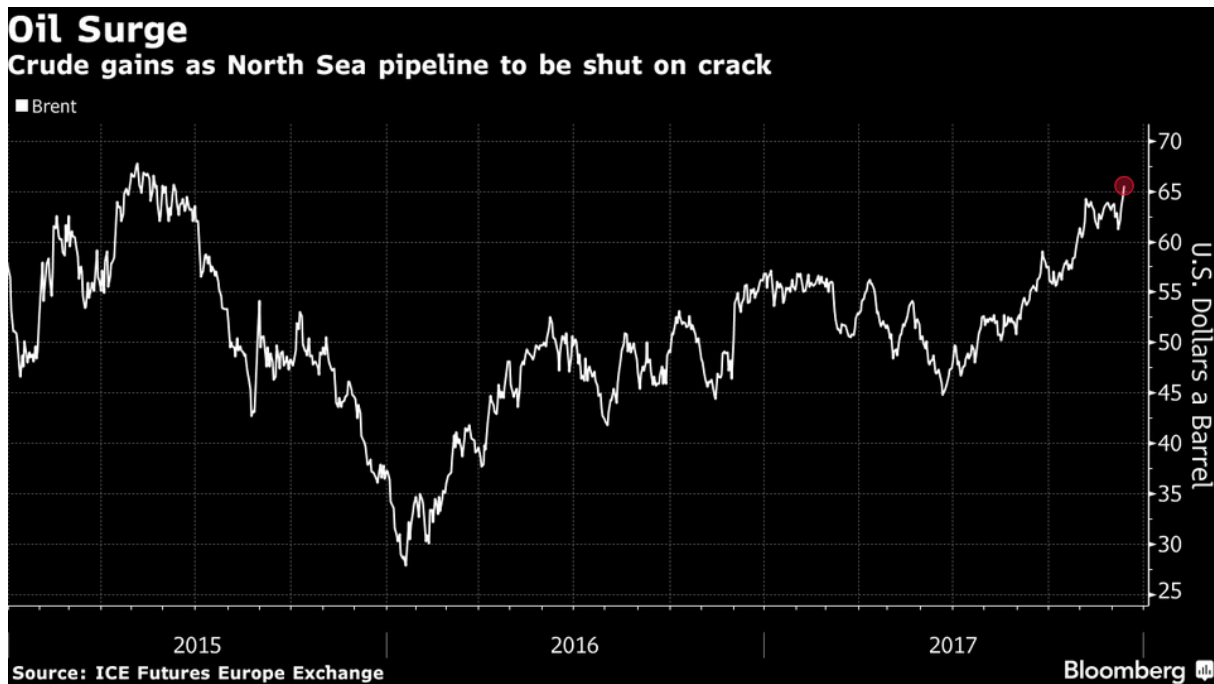 Oil Surge
Crude gains as North Sea pipeline to be shut on crack
Brent
70
65
60
55
50
45
40
35
30
25
U.S. Dollars a Barrel
2015 2016 2017
Source: ICE Futures Europe Exchange
Bloomberg